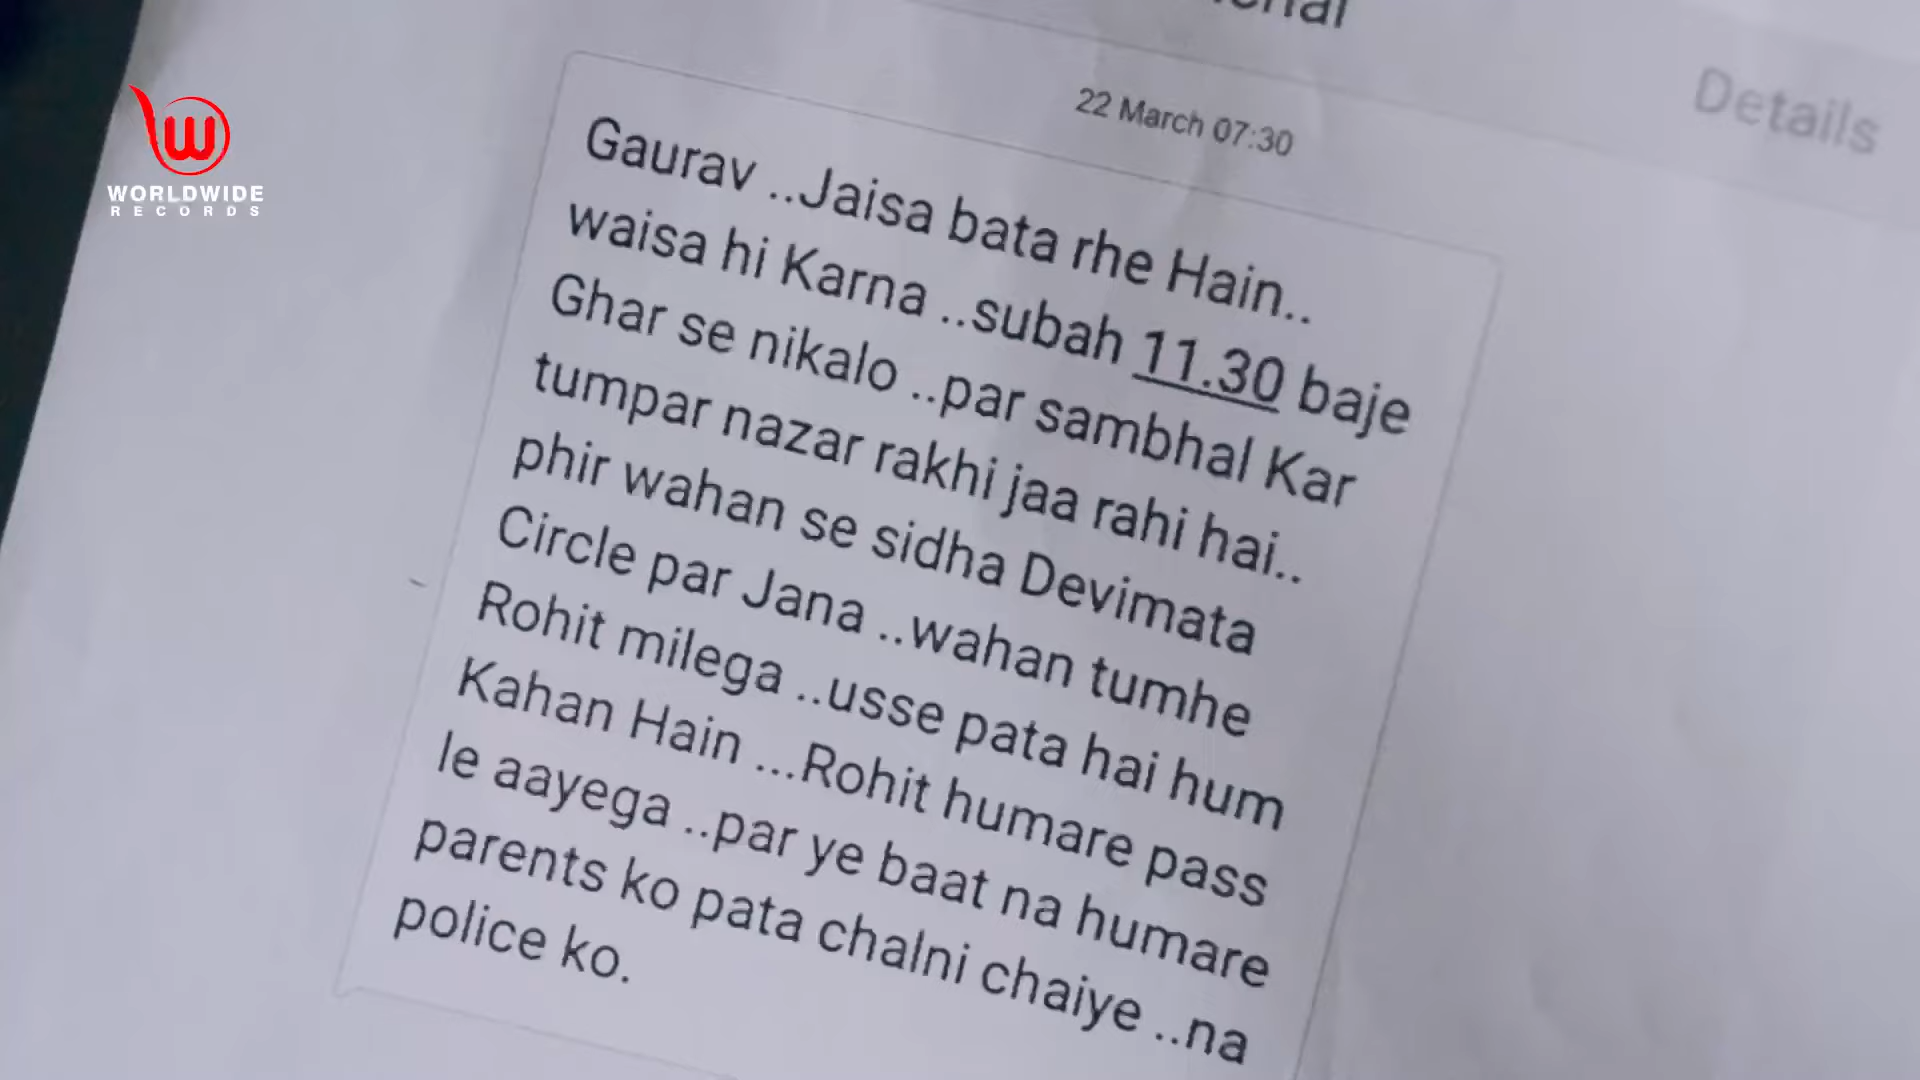 Details
22 March 07:30
Gaurav ..Jaisa bata rhe Hain..
waisa hi Karna ..subah 11.30 baje
Ghar se nikalo ..par sambhal Kar
tumpar nazar rakhi jaa rahi hai..
phir wahan se sidha Devimata
Circle par Jana ..wahan tumhe
Rohit milega ..usse pata hai hum
Kahan Hain ...Rohit humare pass
le aayega ..par ye baat na humare
parents ko pata chalni chaiye ..na
police ko.
WORLDWIDE
RECORDS